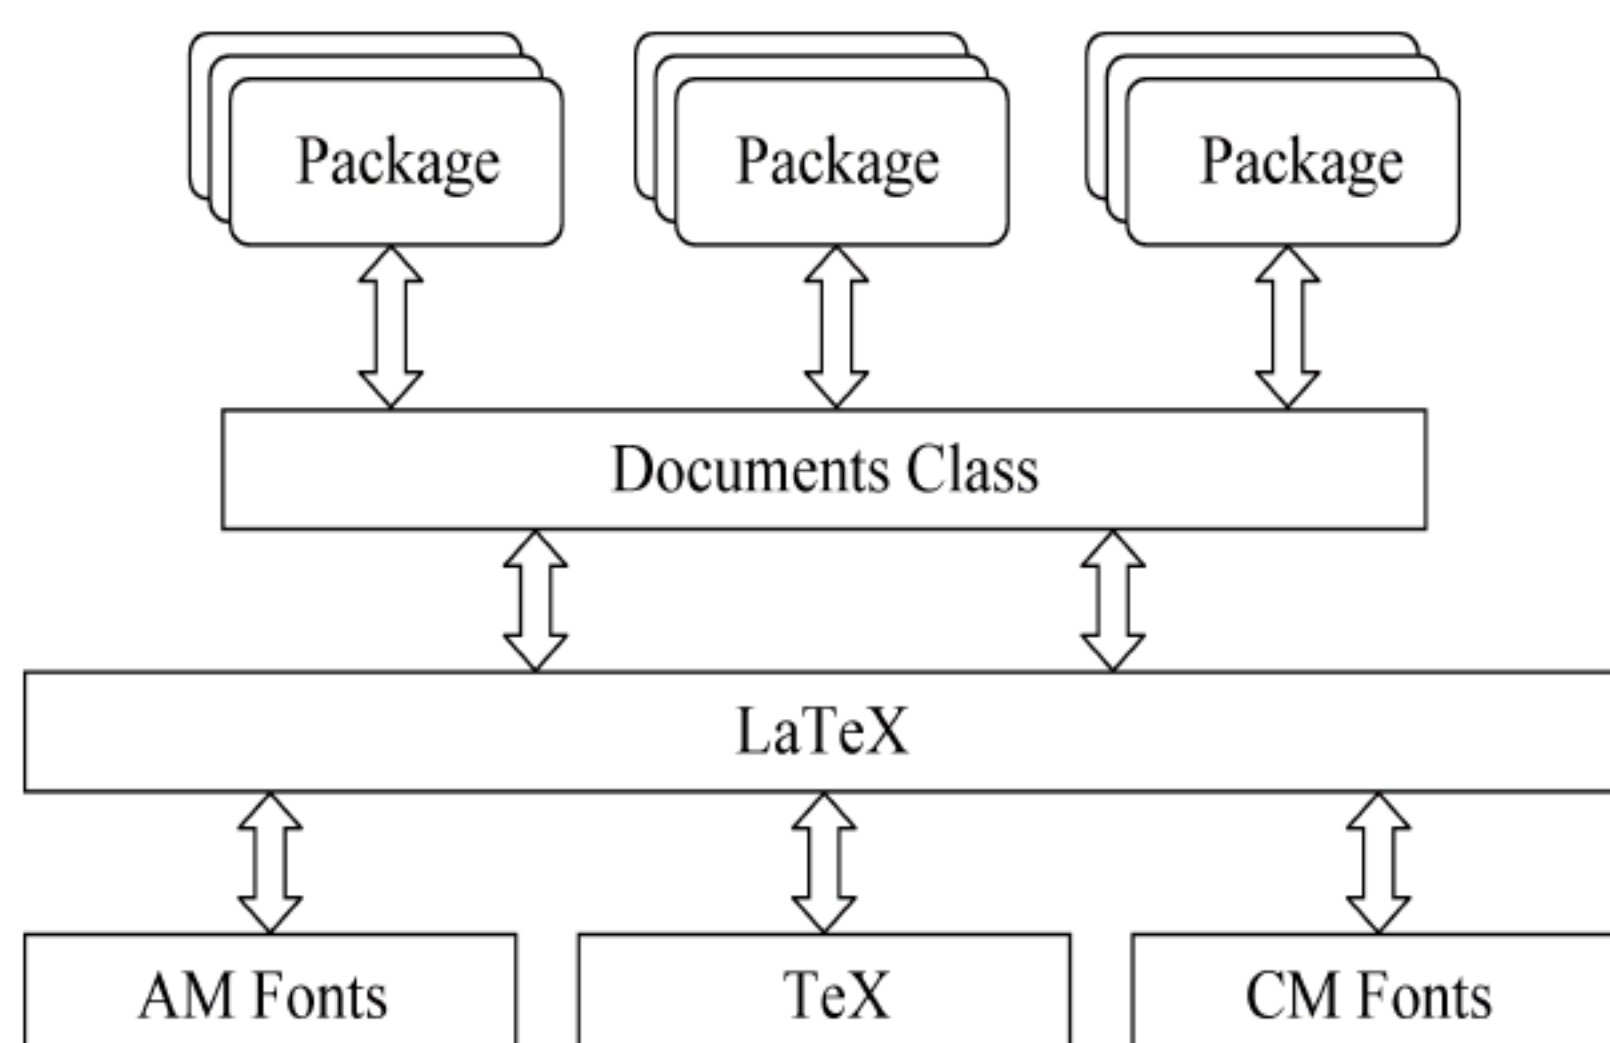 Package
Package
Package
Documents Class
LaTeX
AM Fonts
TeX
CM Fonts